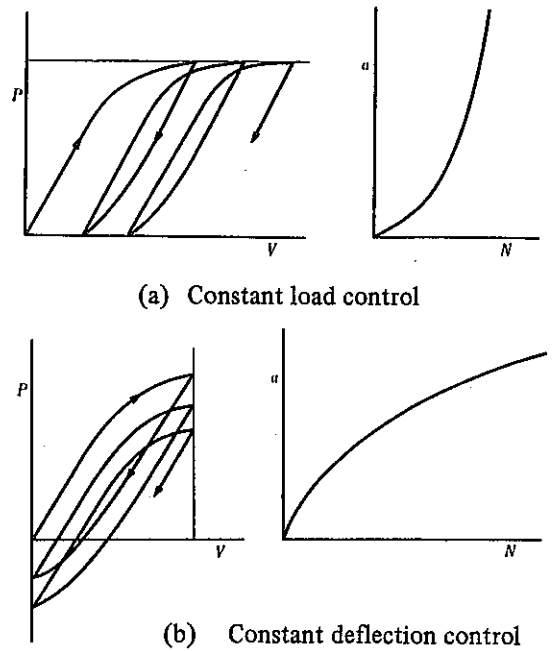 P
V
a
N
(a) Constant load control
P
V
a
N
(b) Constant deflection control